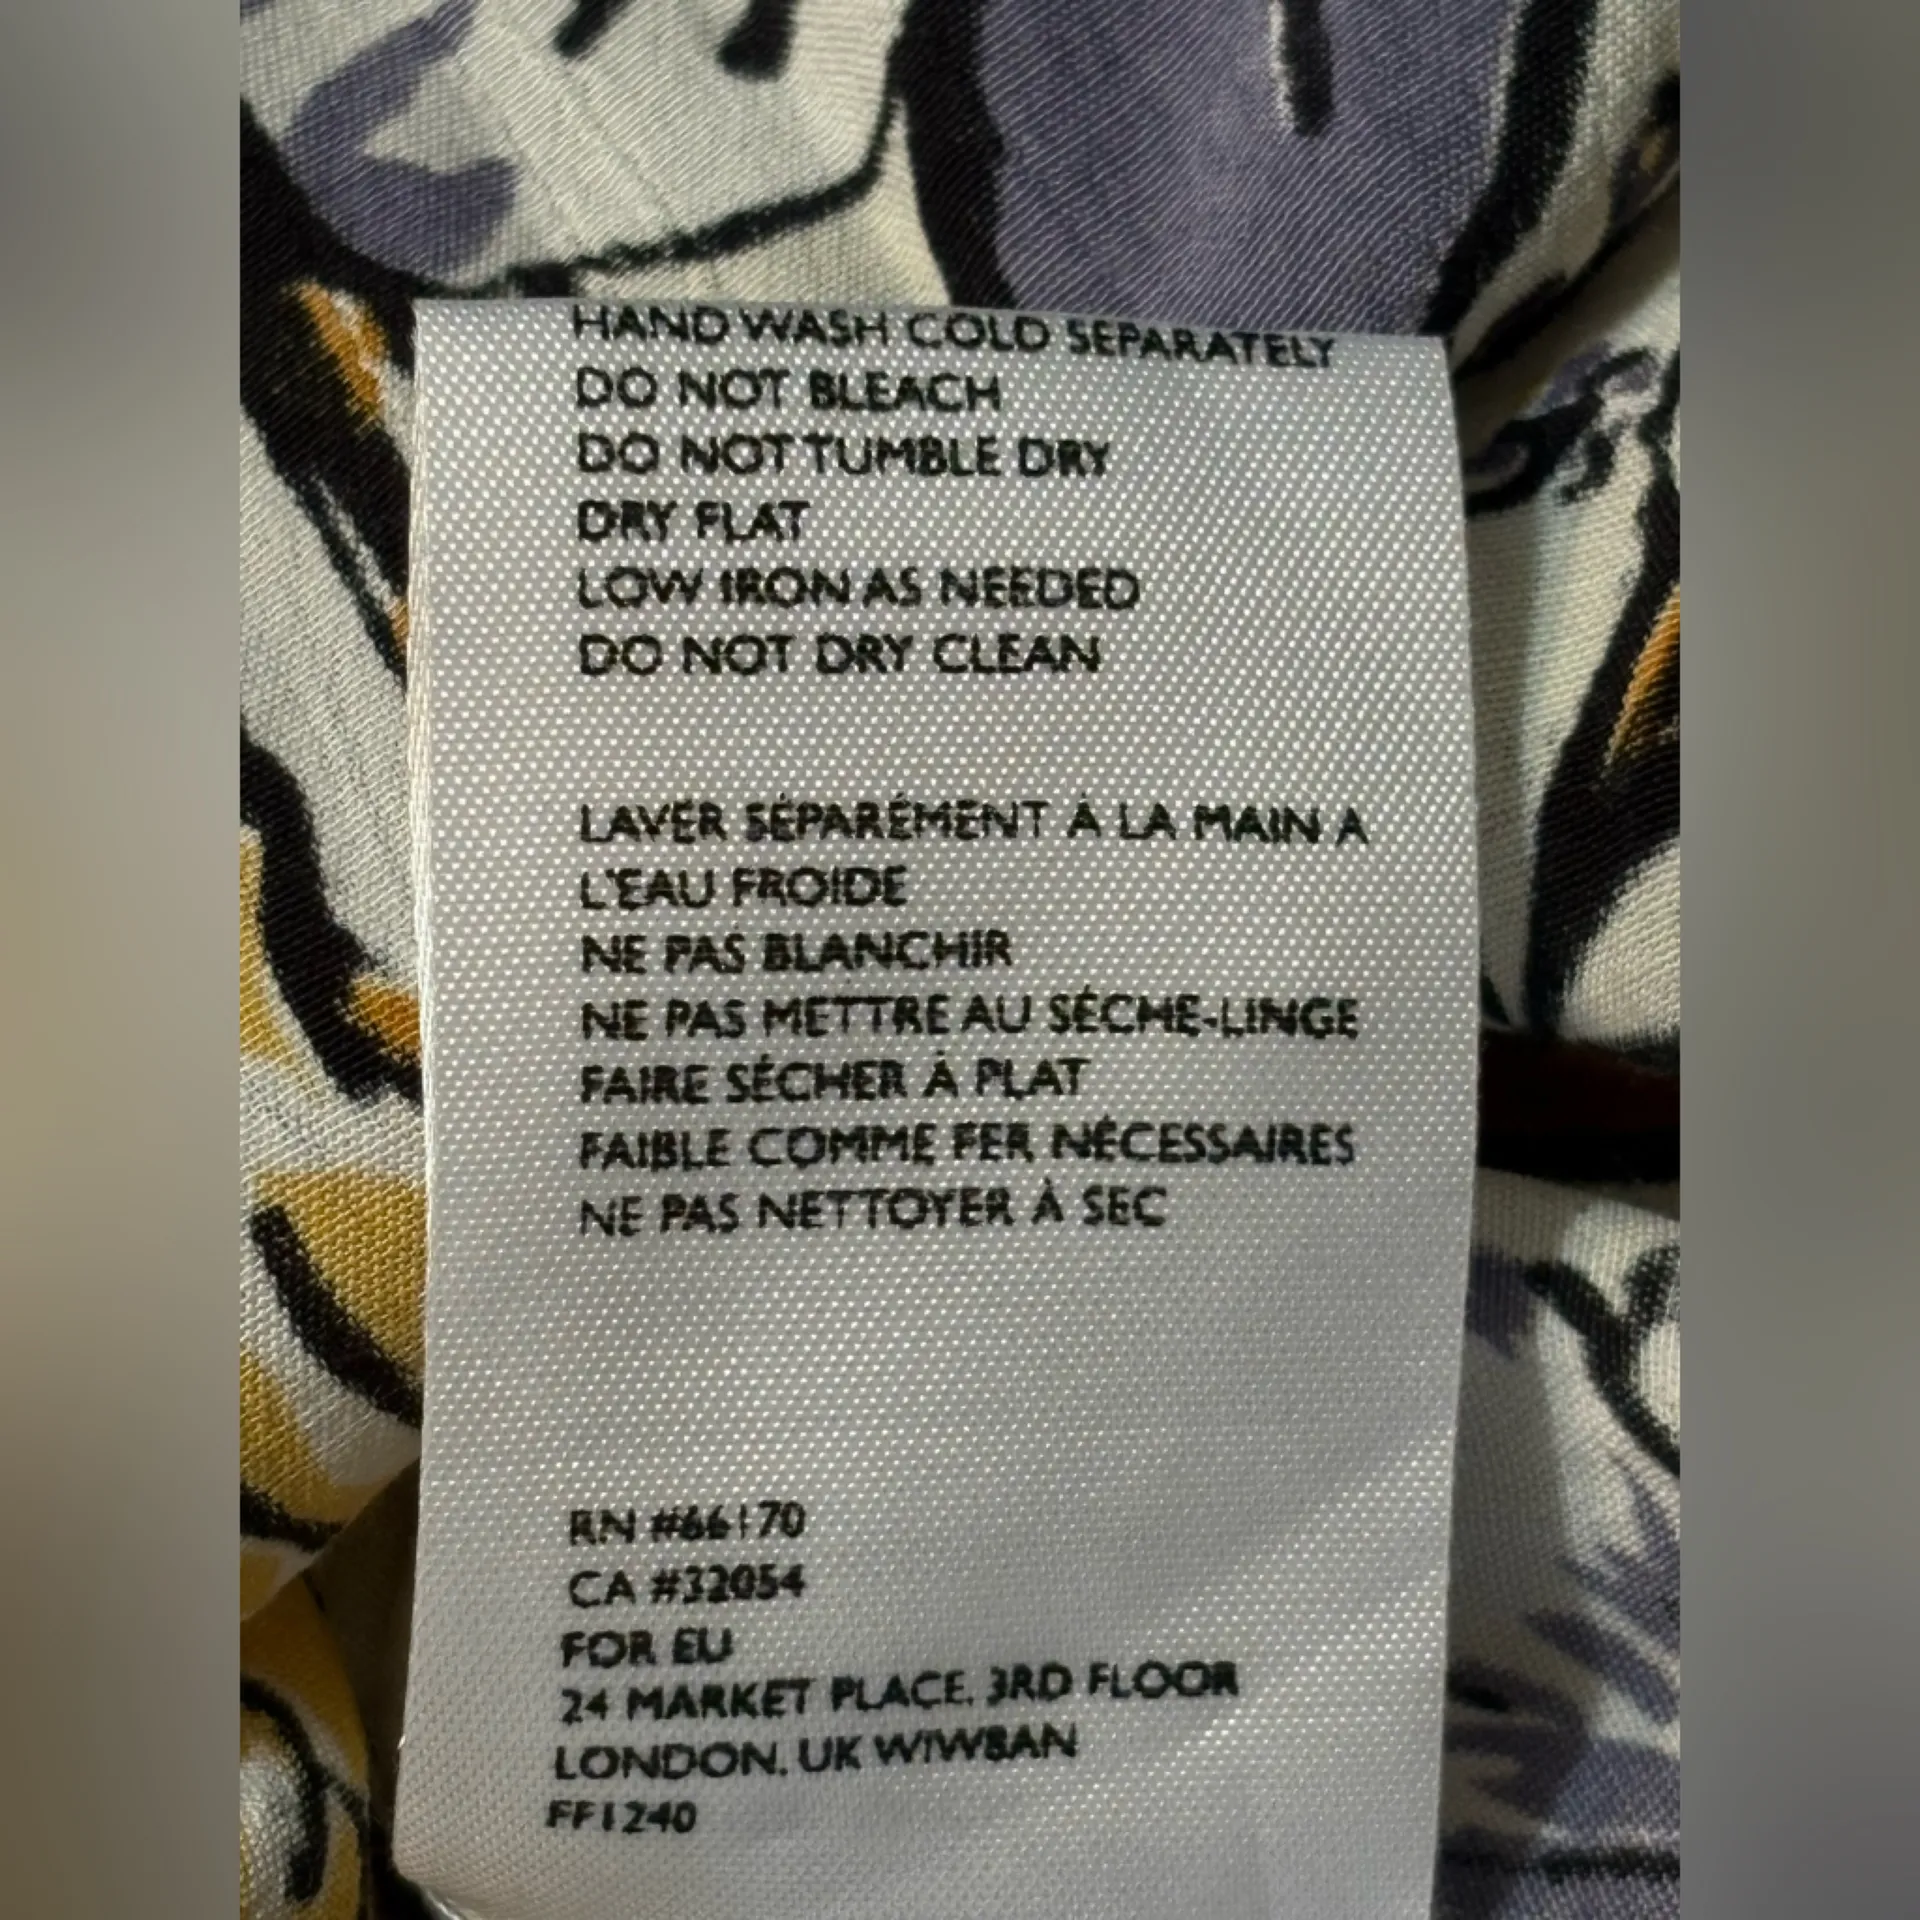 HAND WASH COLD SEPARATELY
DO NOT BLEACH
DO NOT TUMBLE DRY
DRY FLAT
LOW IRON AS NEEDED
DO NOT DRY CLEAN
LAVER SÉPARÉMENT À LA MAIN A
L'EAU FROIDE
NE PAS BLANCHIR
NE PAS METTRE AU SÉCHE-LINGE
FAIRE SÉCHER À PLAT
FAIBLE COMME FER NÉCESSAIRES
NE PAS NETTOYER À SEC
RN #66170
CA #32054
FOR EU
24 MARKET PLACE, 3RD FLOOR
LONDON, UK W1W8AN
FF1240